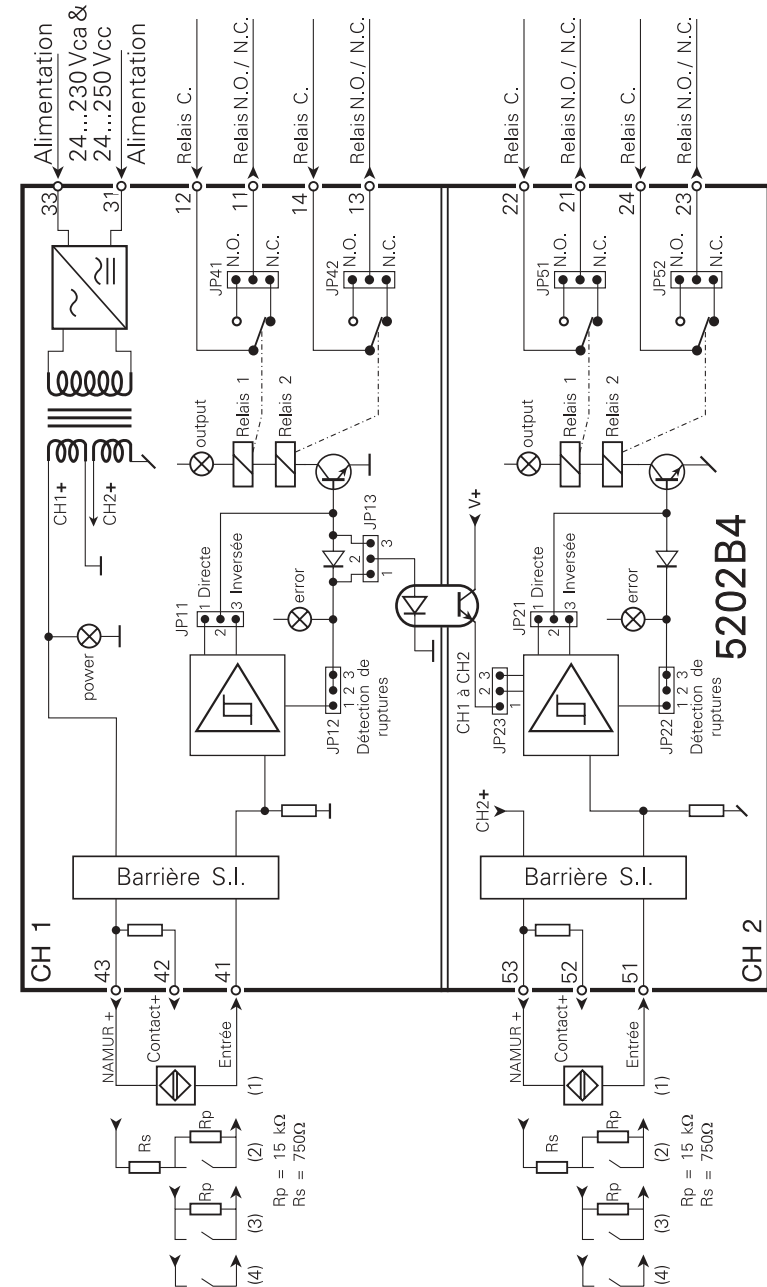 Alimentation
24...230 Vca &
24...250 Vcc
Alimentation
Relais C.
Relais N.O./ N.C.
Relais C.
Relais N.O./ N.C.
Relais C.
Relais N.O./ N.C.
Relais C.
Relais N.O./ N.C.
33
31
12
11
14
13
22
21
24
23
JP41
N.O.
N.C.
JP42
N.O.
N.C.
JP51
N.O.
N.C.
JP52
N.O.
N.C.
CH1+
CH2+
output
Relais 1
Relais 2
output
Relais 1
Relais 2
power
JP11
1 Directe
2
3 Inversée
error
JP13
1
2
3
V+
JP12
1 2 3
Détection de
ruptures
CH1 à CH2
JP23
1
2
3
JP21
1 Directe
2
3 Inversée
error
JP22
1 2 3
Détection de
ruptures
5202B4
CH2+
Barrière S.I.
Barrière S.I.
CH 1
43
42
41
53
52
51
CH 2
NAMUR +
Contact+
Entrée
NAMUR +
Contact+
Entrée
(1)
Rs
Rp
(2)
Rp
(3)
(4)
Rp = 15 kΩ
Rs = 750Ω
(1)
Rs
Rp
(2)
Rp
(3)
(4)
Rp = 15 kΩ
Rs = 750Ω